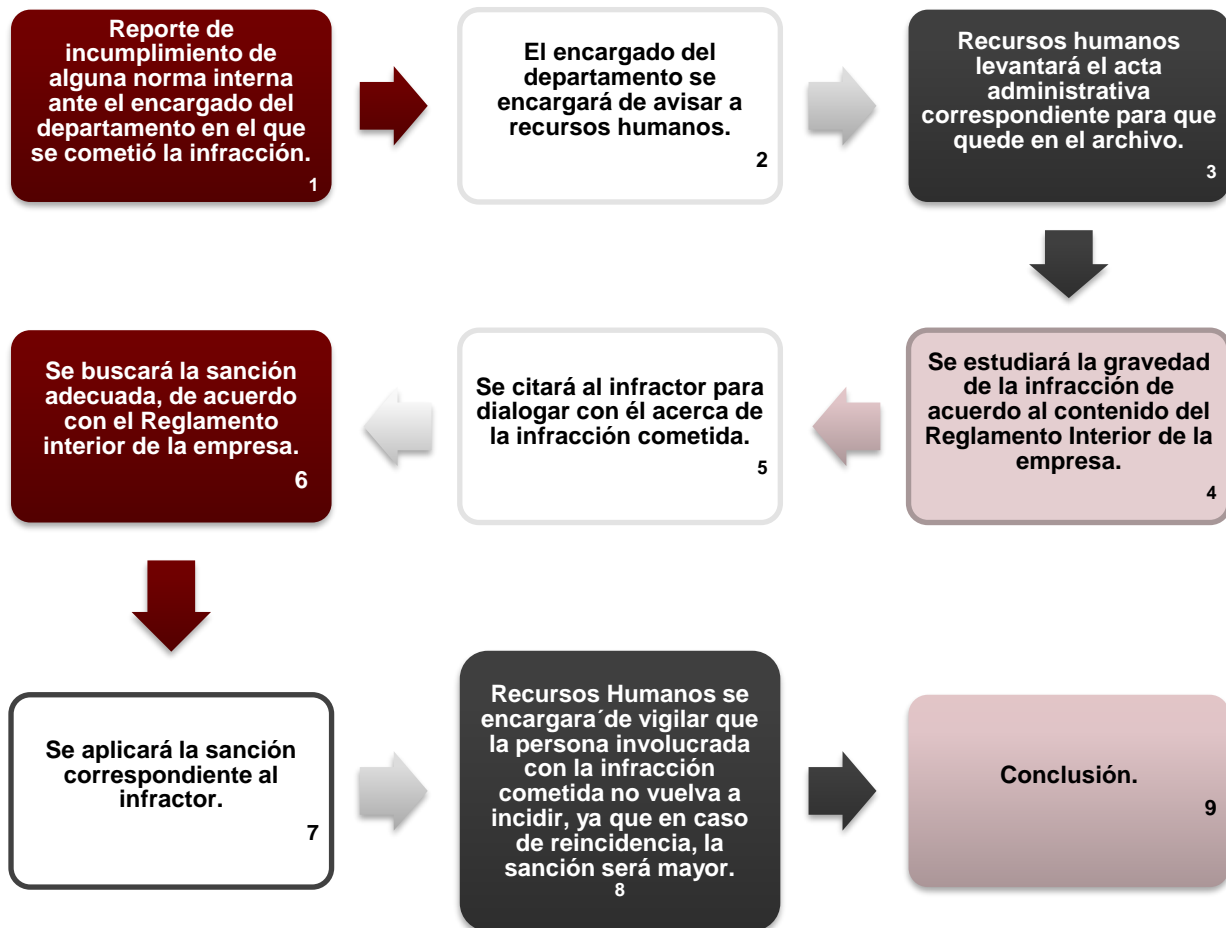 Reporte de
incumplimiento de
alguna norma interna
ante el encargado del
departamento en el que
se cometió la infracción.
1
El encargado del
departamento se
encargará de avisar a
recursos humanos.
2
Recursos humanos
levantará el acta
administrativa
correspondiente para que
quede en el archivo.
3
Se estudiará la gravedad
de la infracción de
acuerdo al contenido del
Reglamento Interior de la
empresa.
4
Se citará al infractor para
dialogar con él acerca de
la infracción cometida.
5
Se buscará la sanción
adecuada, de acuerdo
con el Reglamento
interior de la empresa.
6
Se aplicará la sanción
correspondiente al
infractor.
7
Recursos Humanos se
encargara´de vigilar que
la persona involucrada
con la infracción
cometida no vuelva a
incidir, ya que en caso
de reincidencia, la
sanción será mayor.
8
Conclusión.
9